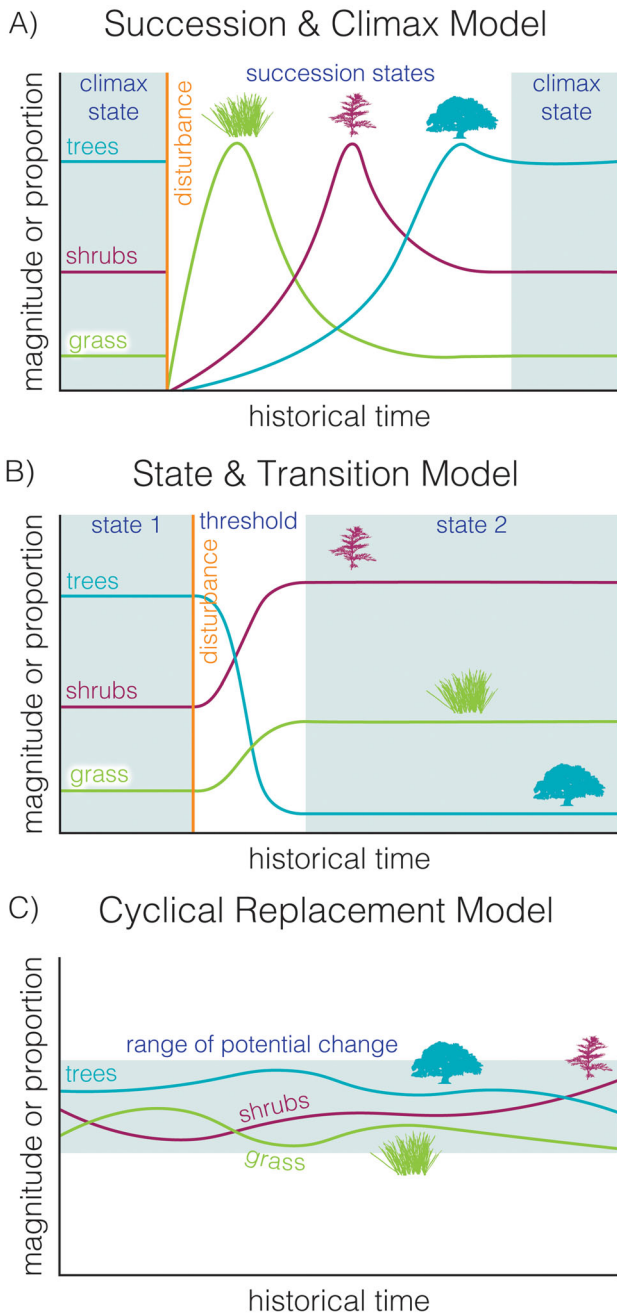 A) Succession & Climax Model
climax
state
succession states
climax
state
disturbance
trees
shrubs
grass
magnitude or proportion
historical time
B) State & Transition Model
state 1
threshold
state 2
disturbance
trees
shrubs
grass
magnitude or proportion
historical time
C) Cyclical Replacement Model
range of potential change
trees
shrubs
grass
magnitude or proportion
historical time